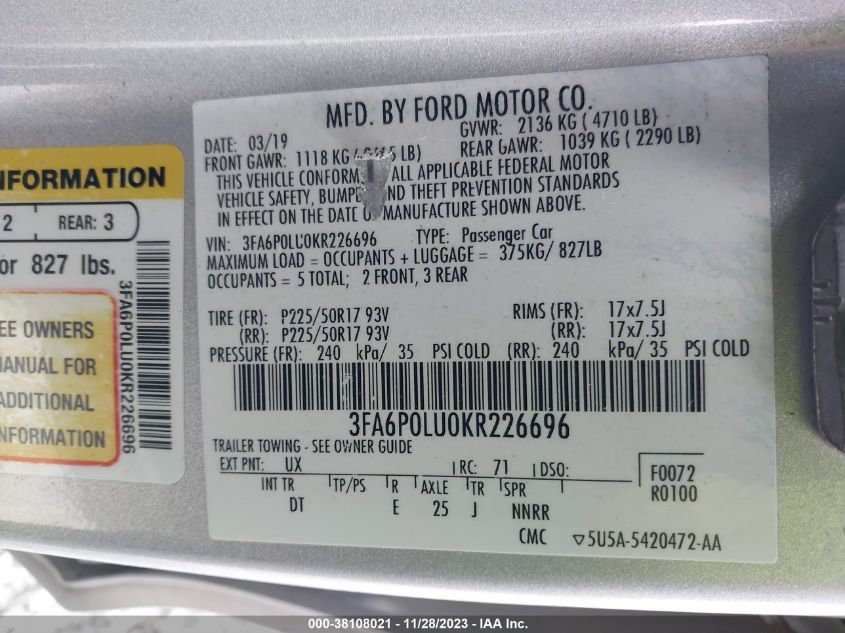 NFORMATION
2
REAR: 3
or 827 lbs.
EE OWNERS
MANUAL FOR
ADDITIONAL
INFORMATION
3FA6P0LU0KR226696
MFD. BY FORD MOTOR CO.
DATE: 03/19 GVWR: 2136 KG ( 4710 LB)
FRONT GAWR: 1118 KG ( 5 LB) REAR GAWR: 1039 KG ( 2290 LB)
THIS VEHICLE CONFORM ALL APPLICABLE FEDERAL MOTOR
VEHICLE SAFETY, BUMPE AND THEFT PREVENTION STANDARDS
IN EFFECT ON THE DATE OF MANUFACTURE SHOWN ABOVE.
VIN: 3FA6P0LU0KR226696 TYPE: Passenger Car
MAXIMUM LOAD = OCCUPANTS + LUGGAGE = 375KG/ 827LB
OCCUPANTS = 5 TOTAL; 2 FRONT, 3 REAR
TIRE (FR): P225/50R17 93V RIMS (FR): 17x7.5J
(RR): P225/50R17 93V (RR): 17x7.5J
PRESSURE (FR): 240 kPa/ 35 PSI COLD (RR): 240 kPa/ 35 PSI COLD
3FA6P0LU0KR226696
TRAILER TOWING - SEE OWNER GUIDE
EXT PNT: UX RC: 71 DSO: F0072
R0100
INT TR TP/PS R AXLE TR SPR
DT E 25 J NNRR
CMC ▽5U5A-5420472-AA
000-38108021 - 11/28/2023 - IAA Inc.